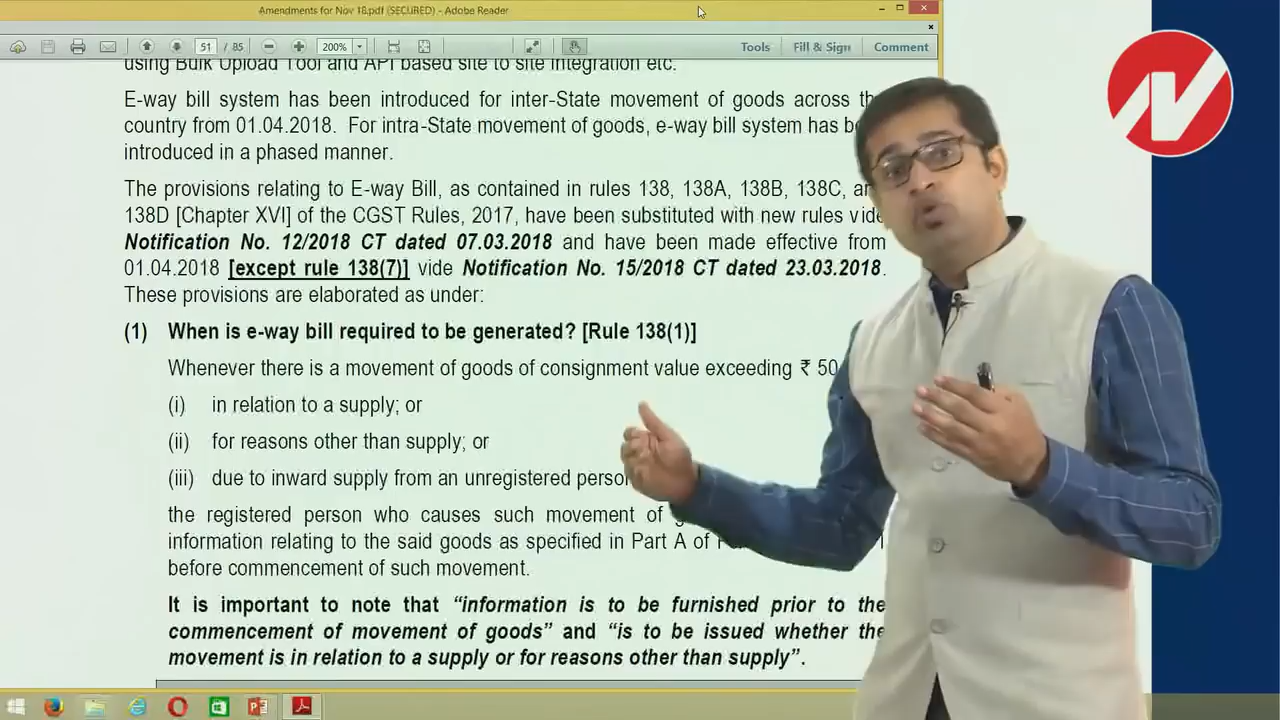 Amendments for Nov 18.pdf (SECURED) - Adobe Reader
51 / 85
200%
Tools
Fill & Sign
Comment
using Bulk Upload Tool and API based site to site integration etc.
E-way bill system has been introduced for inter-State movement of goods across
country from 01.04.2018. For intra-State movement of goods, e-way bill system has
introduced in a phased manner.
The provisions relating to E-way Bill, as contained in rules 138, 138A, 138B, 138C,
138D [Chapter XVI] of the CGST Rules, 2017, have been substituted with new rules vide
Notification No. 12/2018 CT dated 07.03.2018 and have been made effective from
01.04.2018 [except rule 138(7)] vide Notification No. 15/2018 CT dated 23.03.2018.
These provisions are elaborated as under:
(1) When is e-way bill required to be generated? [Rule 138(1)]
Whenever there is a movement of goods of consignment value exceeding ₹ 50
(i) in relation to a supply; or
(ii) for reasons other than supply; or
(iii) due to inward supply from an unregistered person
the registered person who causes such movement of
information relating to the said goods as specified in Part A of
before commencement of such movement.
It is important to note that “information is to be furnished prior to the
commencement of movement of goods” and “is to be issued whether the
movement is in relation to a supply or for reasons other than supply”.